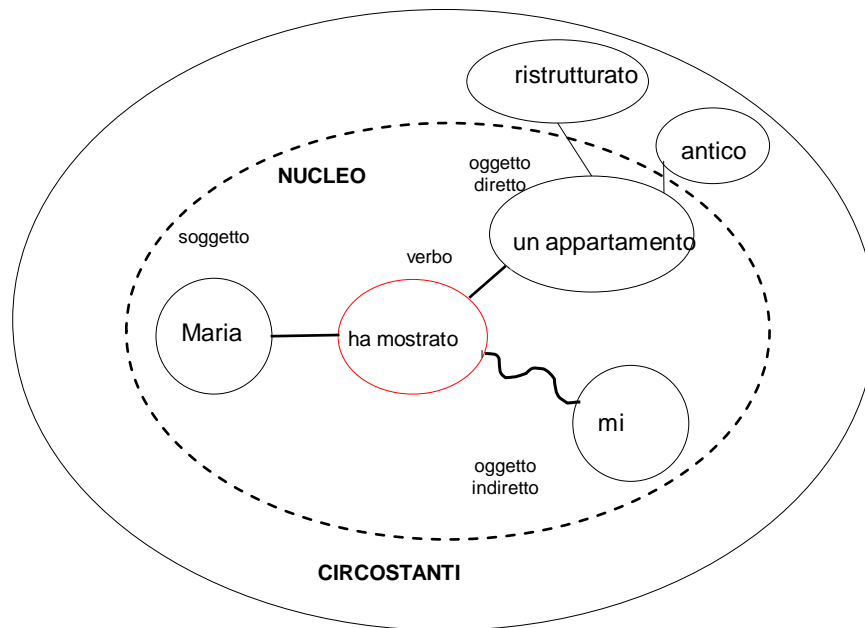 ristrutturato
antico
oggetto
diretto
NUCLEO
un appartamento
soggetto
verbo
Maria
ha mostrato
mi
oggetto
indiretto
CIRCOSTANTI